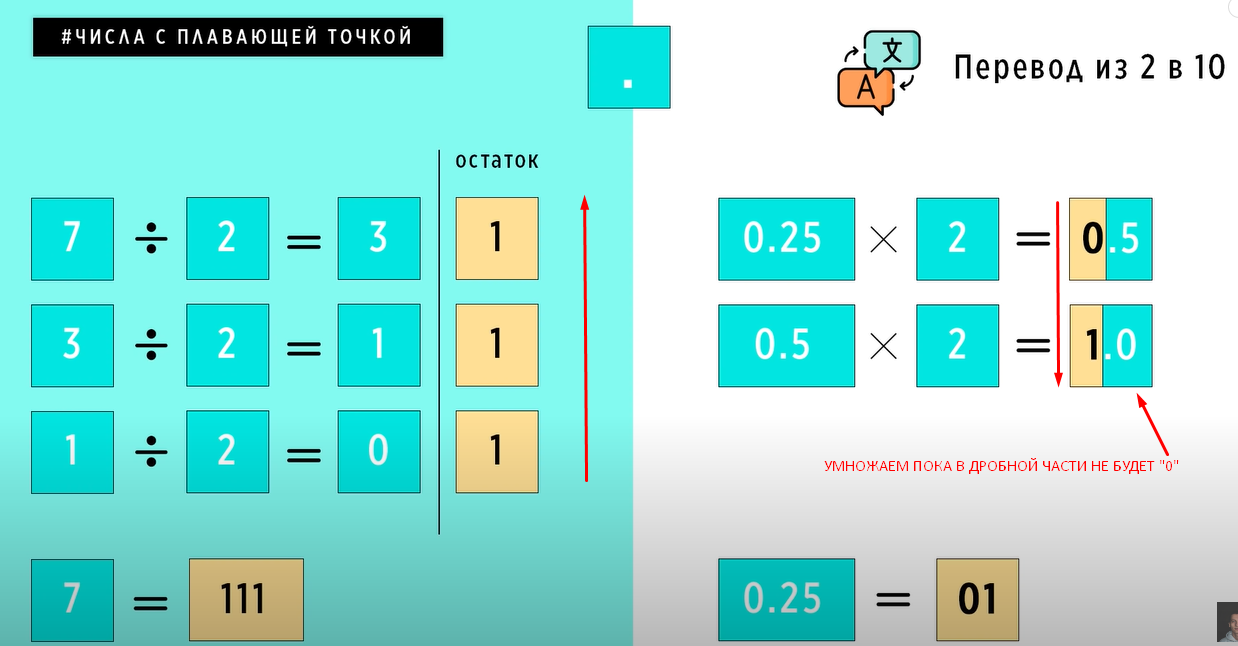 #ЧИСЛА С ПЛАВАЮЩЕЙ ТОЧКОЙ
.
文
A
Перевод из 2 в 10
остаток
7 ÷ 2 = 3 1
3 ÷ 2 = 1 1
1 ÷ 2 = 0 1
7 = 111
0.25 × 2 = 0.5
0.5 × 2 = 1.0
УМНОЖАЕМ ПОКА В ДРОБНОЙ ЧАСТИ НЕ БУДЕТ "0"
0.25 = 01